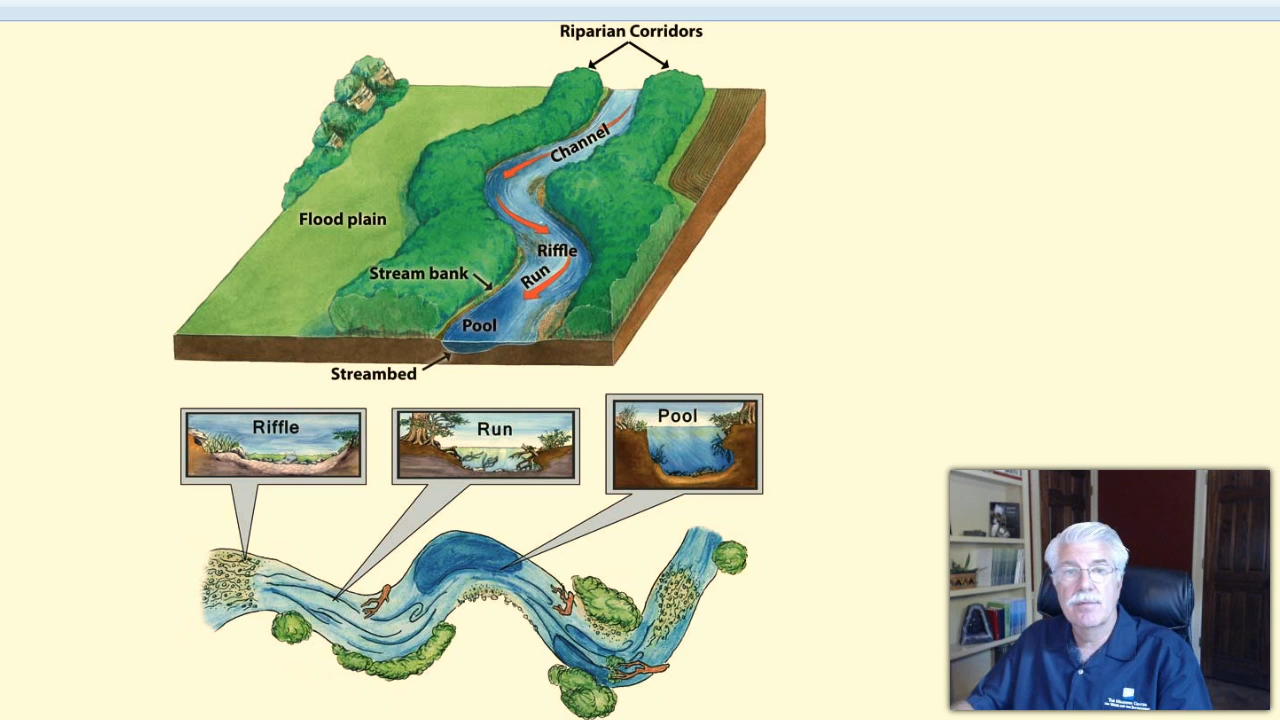 Riparian Corridors
Channel
Flood plain
Riffle
Stream bank
Run
Pool
Streambed
Riffle
Run
Pool